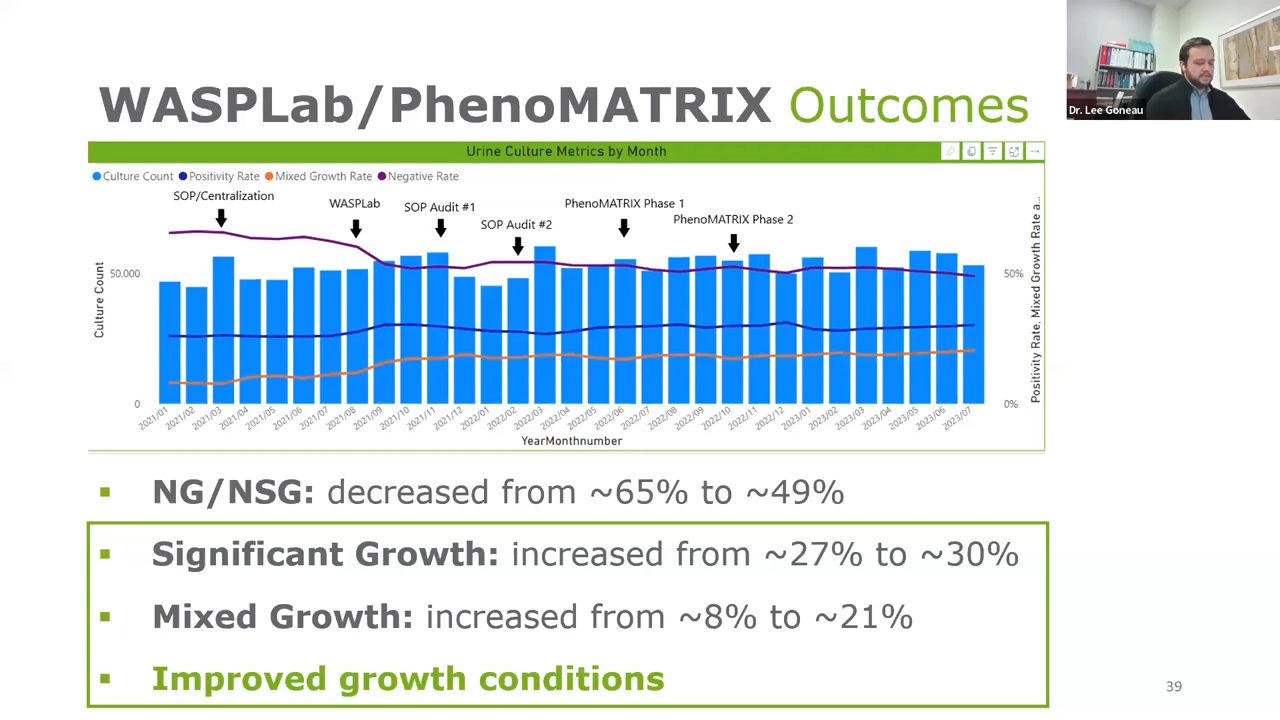 WASPLab/PhenoMATRIX Outcomes
Dr. Lee Goneau
Urine Culture Metrics by Month
Culture Count Positivity Rate Mixed Growth Rate Negative Rate
SOP/Centralization
WASPLab
SOP Audit #1
SOP Audit #2
PhenoMATRIX Phase 1
PhenoMATRIX Phase 2
Culture Count
50.000
0
50%
0%
Positivity Rate, Mixed Growth Rate a...
2021/01 2021/02 2021/03 2021/04 2021/05 2021/06 2021/07 2021/08 2021/09 2021/10 2021/11 2021/12 2022/01 2022/02 2022/03 2022/04 2022/05 2022/06 2022/07 2022/08 2022/09 2022/10 2022/11 2022/12 2023/01 2023/02 2023/03 2023/04 2023/05 2023/06 2023/07
YearMonthnumber
▪ NG/NSG: decreased from ~65% to ~49%
▪ Significant Growth: increased from ~27% to ~30%
▪ Mixed Growth: increased from ~8% to ~21%
▪ Improved growth conditions
39